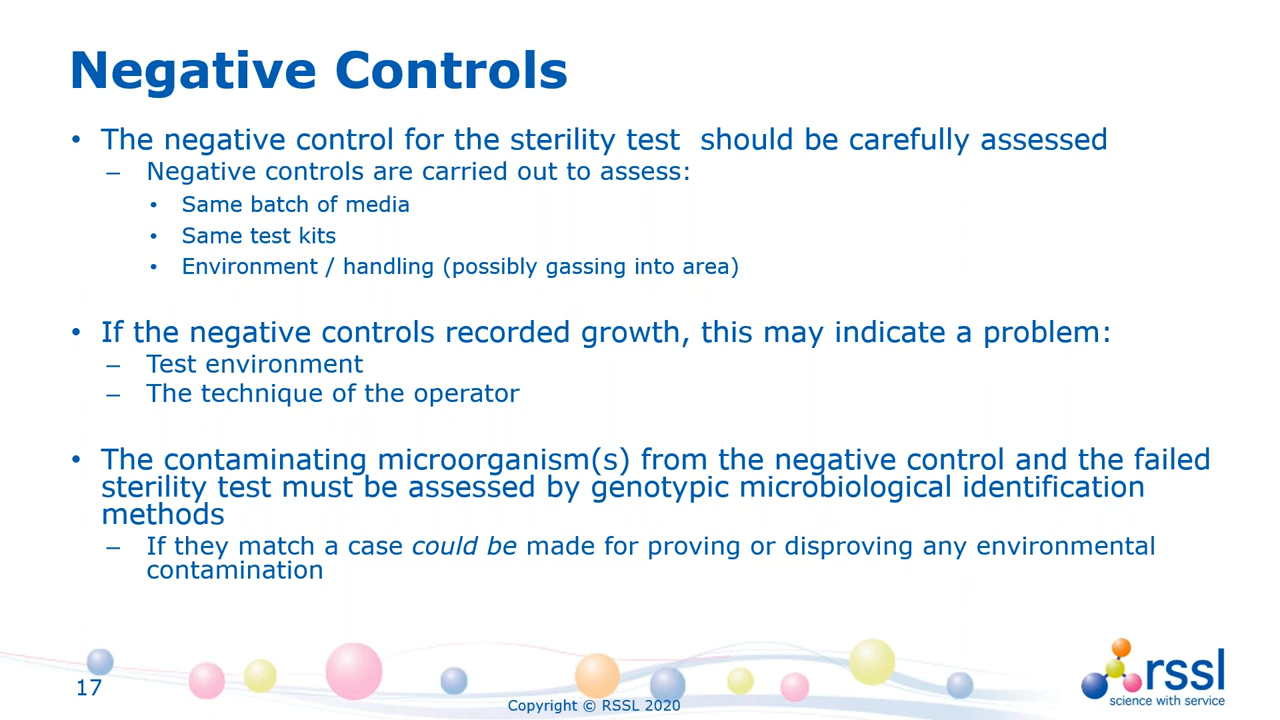 Negative Controls
• The negative control for the sterility test  should be carefully assessed
– Negative controls are carried out to assess:
• Same batch of media
• Same test kits
• Environment / handling (possibly gassing into area)
• If the negative controls recorded growth, this may indicate a problem:
– Test environment
– The technique of the operator
• The contaminating microorganism(s) from the negative control and the failed
sterility test must be assessed by genotypic microbiological identification
methods
– If they match a case could be made for proving or disproving any environmental
contamination
17
Copyright © RSSL 2020
rssl
science with service